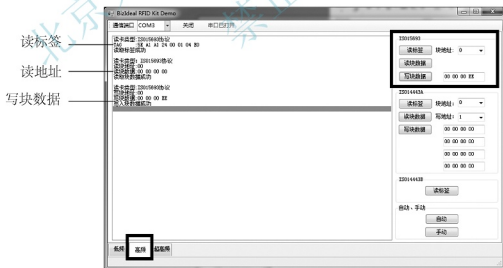 BizIdeal RFID Kit Demo
通信端口 COM3 关闭 串口已打开
读标签
读地址
写块数据
读卡类型:ISO15693协议
TAG :5E A1 A1 24 00 01 04 E0
读取标签成功
读卡类型:ISO15693协议
读块地址:00
读块数据:00 00 00 00
读取块数据成功
读卡类型:ISO15693协议
写块地址:00
写块数据:00 00 00 EE
写入块数据成功
ISO15693
读标签 块地址: 0
读块数据
写块数据 00 00 00 EE
ISO14443A
读标签 块地址: 0
读块数据 写地址: 1
写块数据 00 00 00 00
00 00 00 00
00 00 00 00
00 00 00 00
ISO14443B
读标签
自动、手动
自动
手动
低频 高频 超高频